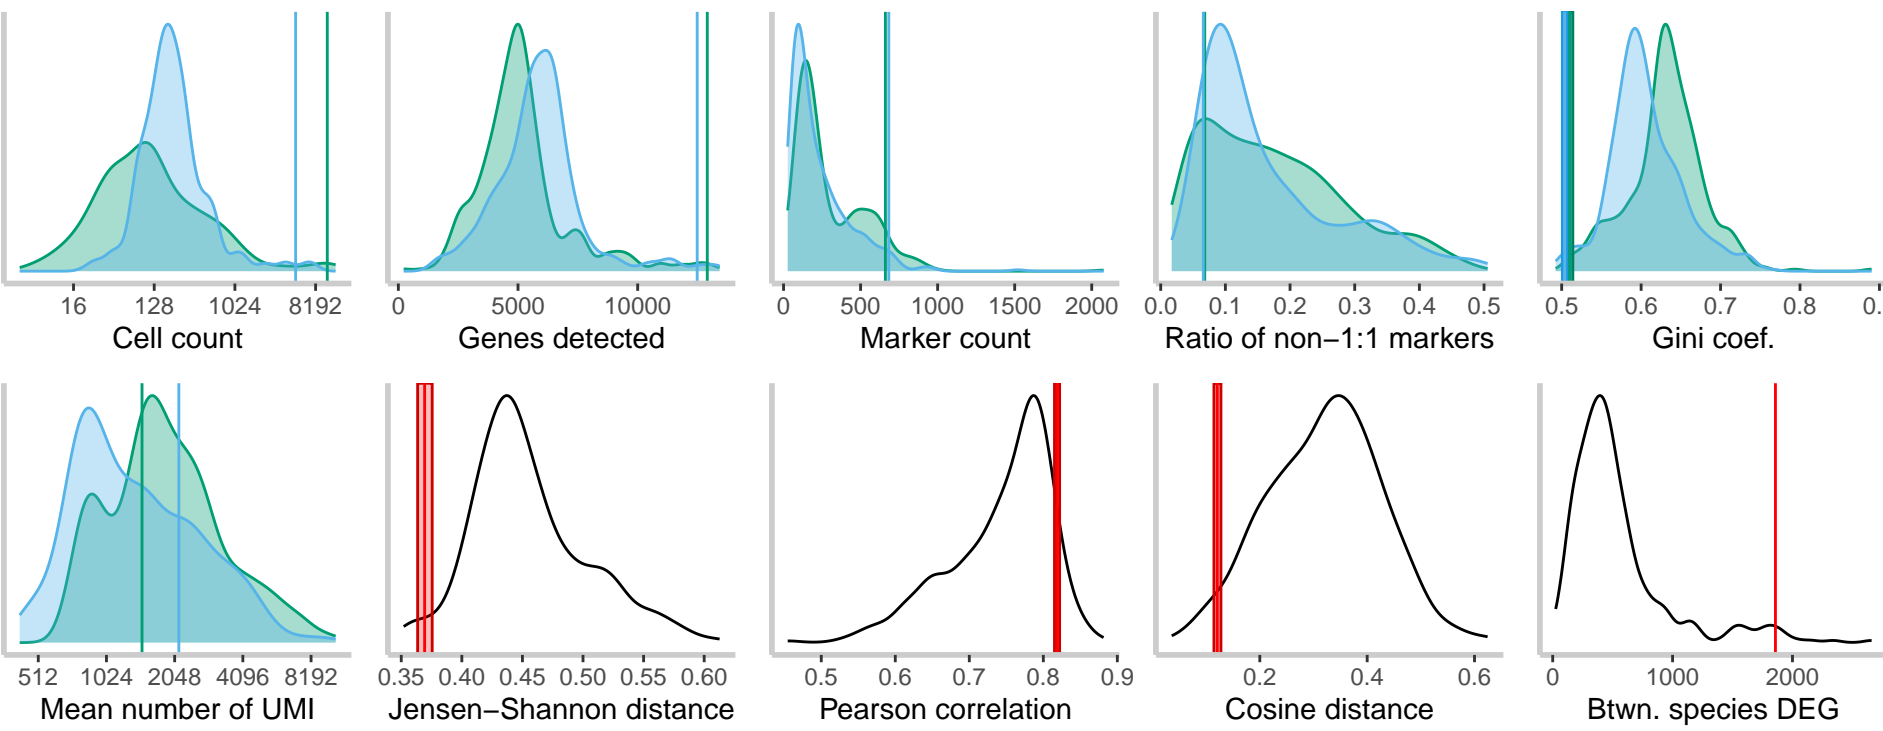 16 128 1024 8192
Cell count
0 5000 10000
Genes detected
0 500 1000 1500 2000
Marker count
0.0 0.1 0.2 0.3 0.4 0.5
Ratio of non−1:1 markers
0.5 0.6 0.7 0.8 0.
Gini coef.
512 1024 2048 4096 8192
Mean number of UMI
0.35 0.40 0.45 0.50 0.55 0.60
Jensen−Shannon distance
0.5 0.6 0.7 0.8 0.9
Pearson correlation
0.2 0.4 0.6
Cosine distance
0 1000 2000
Btwn. species DEG